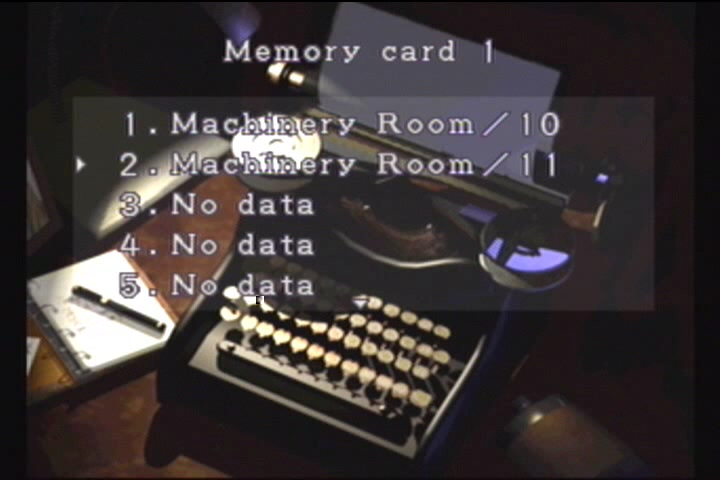 Memory card 1
1. Machinery Room／10
2. Machinery Room／11
3. No data
4. No data
5. No data